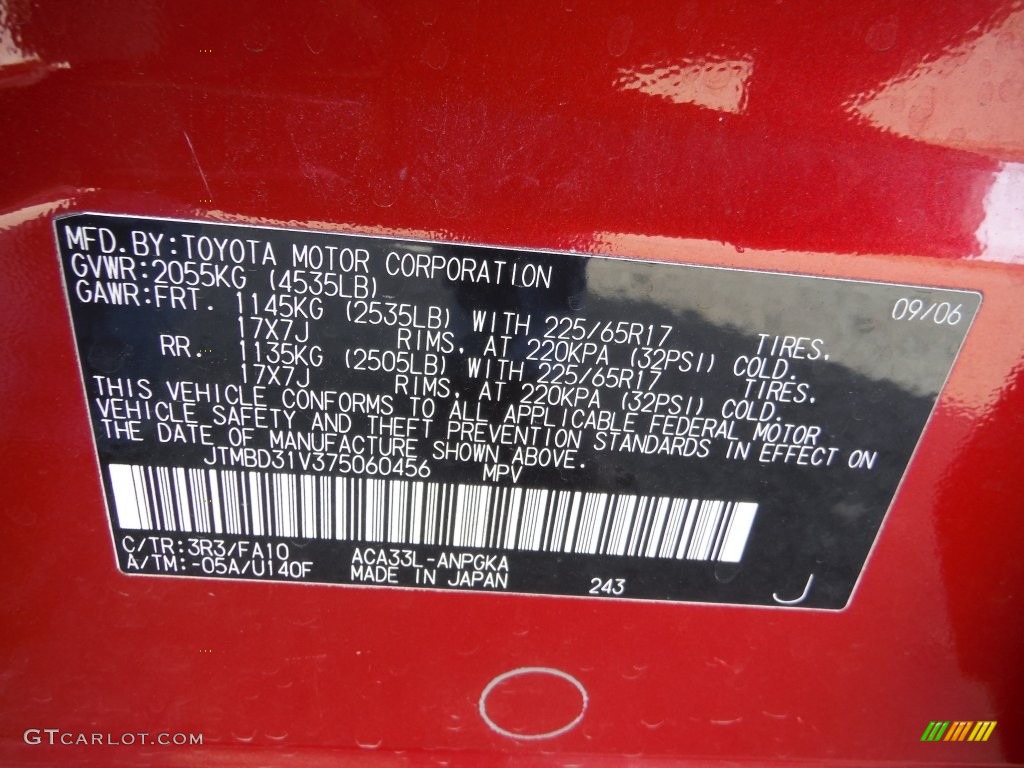 MFD.BY:TOYOTA MOTOR CORPORATION 09/06
GVWR:2055KG (4535LB)
GAWR:FRT. 1145KG (2535LB) WITH 225/65R17 TIRES.
17X7J RIMS, AT 220KPA (32PSI) COLD.
RR. 1135KG (2505LB) WITH 225/65R17 TIRES.
17X7J RIMS, AT 220KPA (32PSI) COLD.
THIS VEHICLE CONFORMS TO ALL APPLICABLE FEDERAL MOTOR
VEHICLE SAFETY AND THEFT PREVENTION STANDARDS IN EFFECT ON
THE DATE OF MANUFACTURE SHOWN ABOVE.
JTMBD31V375060456 MPV
C/TR:3R3/FA10 ACA33L-ANPGKA
A/TM:-05A/U140F MADE IN JAPAN 243 J
GTCARLOT.COM